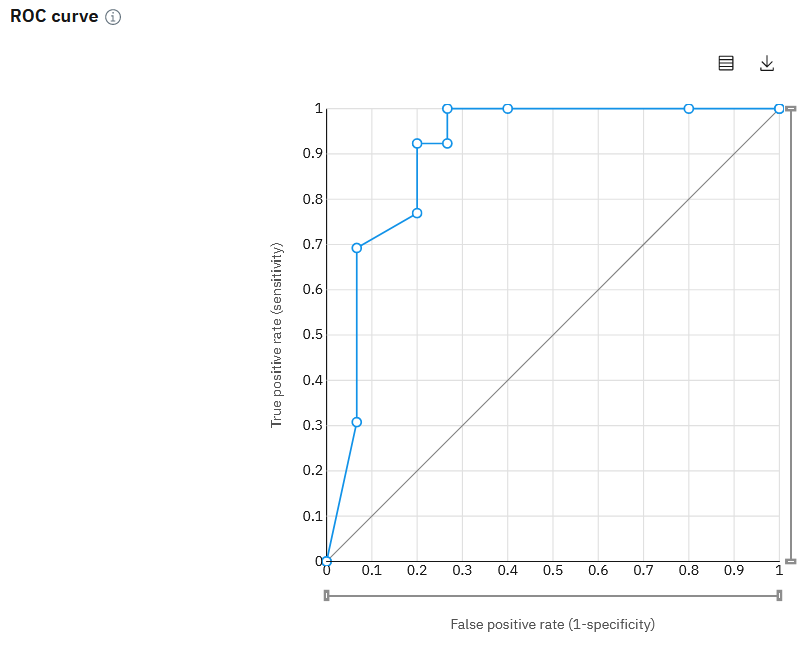 ROC curve
1
0.9
0.8
0.7
0.6
0.5
0.4
0.3
0.2
0.1
0
True positive rate (sensitivity)
0 0.1 0.2 0.3 0.4 0.5 0.6 0.7 0.8 0.9 1
False positive rate (1-specificity)